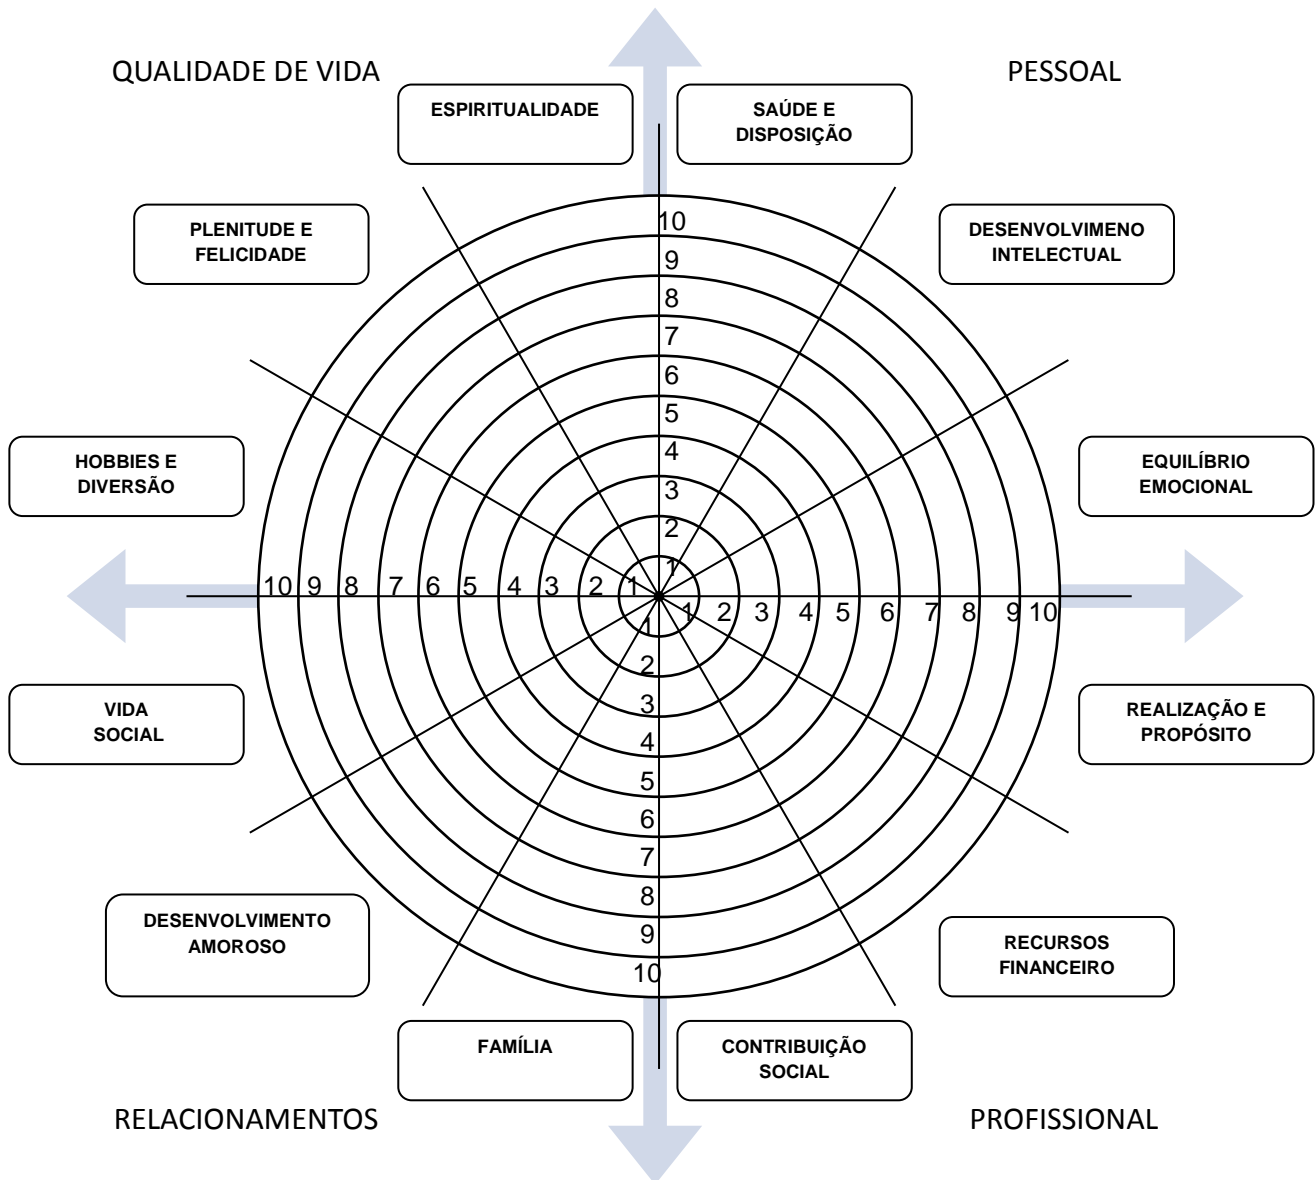 QUALIDADE DE VIDA
PESSOAL
ESPIRITUALIDADE
SAÚDE E
DISPOSIÇÃO
PLENITUDE E
FELICIDADE
DESENVOLVIMENO
INTELECTUAL
HOBBIES E
DIVERSÃO
EQUILÍBRIO
EMOCIONAL
10
9
8
7
6
5
4
3
2
1
10 9 8 7 6 5 4 3 2 1
1 2 3 4 5 6 7 8 9 10
1
2
3
4
5
6
7
8
9
10
VIDA
SOCIAL
REALIZAÇÃO E
PROPÓSITO
DESENVOLVIMENTO
AMOROSO
RECURSOS
FINANCEIRO
FAMÍLIA
CONTRIBUIÇÃO
SOCIAL
RELACIONAMENTOS
PROFISSIONAL